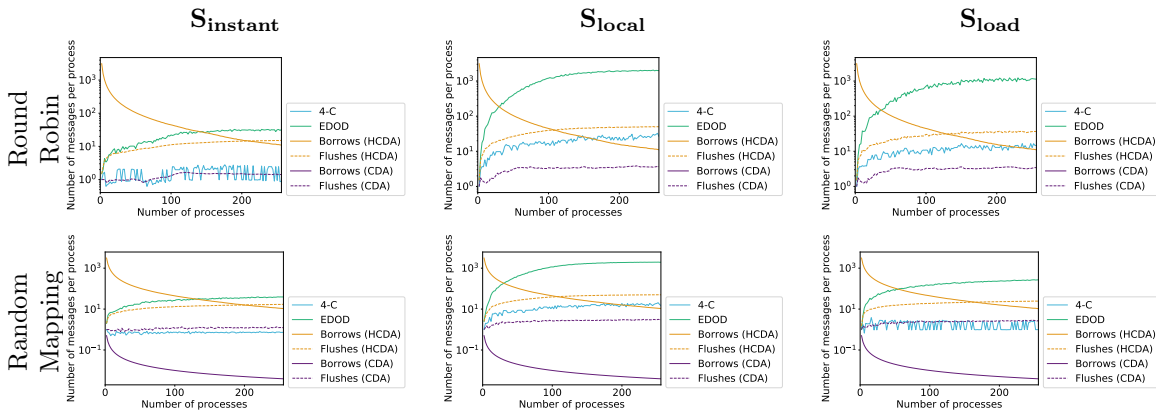 S_instant
S_local
S_load
Round Robin
Number of messages per process
10^3
10^2
10^1
10^0
0
100
200
Number of processes
4-C
EDOD
Borrows (HCDA)
Flushes (HCDA)
Borrows (CDA)
Flushes (CDA)
Number of messages per process
10^3
10^2
10^1
10^0
0
100
200
Number of processes
4-C
EDOD
Borrows (HCDA)
Flushes (HCDA)
Borrows (CDA)
Flushes (CDA)
Number of messages per process
10^3
10^2
10^1
10^0
0
100
200
Number of processes
4-C
EDOD
Borrows (HCDA)
Flushes (HCDA)
Borrows (CDA)
Flushes (CDA)
Random
Mapping
Number of messages per process
10^3
10^1
10^−1
0
100
200
Number of processes
4-C
EDOD
Borrows (HCDA)
Flushes (HCDA)
Borrows (CDA)
Flushes (CDA)
Number of messages per process
10^3
10^1
10^−1
0
100
200
Number of processes
4-C
EDOD
Borrows (HCDA)
Flushes (HCDA)
Borrows (CDA)
Flushes (CDA)
Number of messages per process
10^3
10^1
10^−1
0
100
200
Number of processes
4-C
EDOD
Borrows (HCDA)
Flushes (HCDA)
Borrows (CDA)
Flushes (CDA)